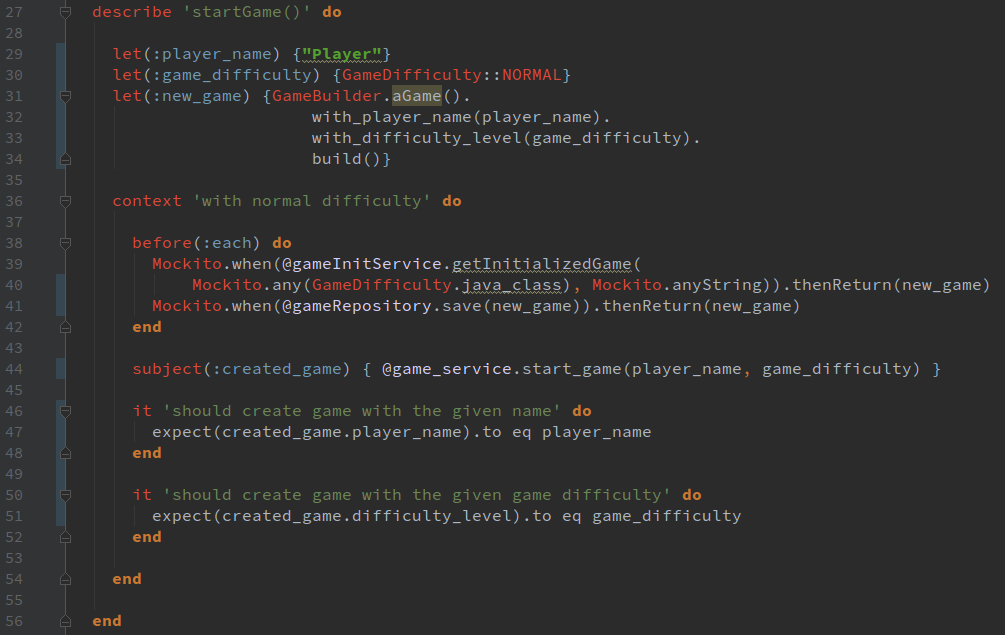 27 describe 'startGame()' do
28
29 let(:player_name) {"Player"}
30 let(:game_difficulty) {GameDifficulty::NORMAL}
31 let(:new_game) {GameBuilder.aGame().
32 with_player_name(player_name).
33 with_difficulty_level(game_difficulty).
34 build()}
35
36 context 'with normal difficulty' do
37
38 before(:each) do
39 Mockito.when(@gameInitService.getInitializedGame(
40 Mockito.any(GameDifficulty.java_class), Mockito.anyString)).thenReturn(new_game)
41 Mockito.when(@gameRepository.save(new_game)).thenReturn(new_game)
42 end
43
44 subject(:created_game) { @game_service.start_game(player_name, game_difficulty) }
45
46 it 'should create game with the given name' do
47 expect(created_game.player_name).to eq player_name
48 end
49
50 it 'should create game with the given game difficulty' do
51 expect(created_game.difficulty_level).to eq game_difficulty
52 end
53
54 end
55
56 end